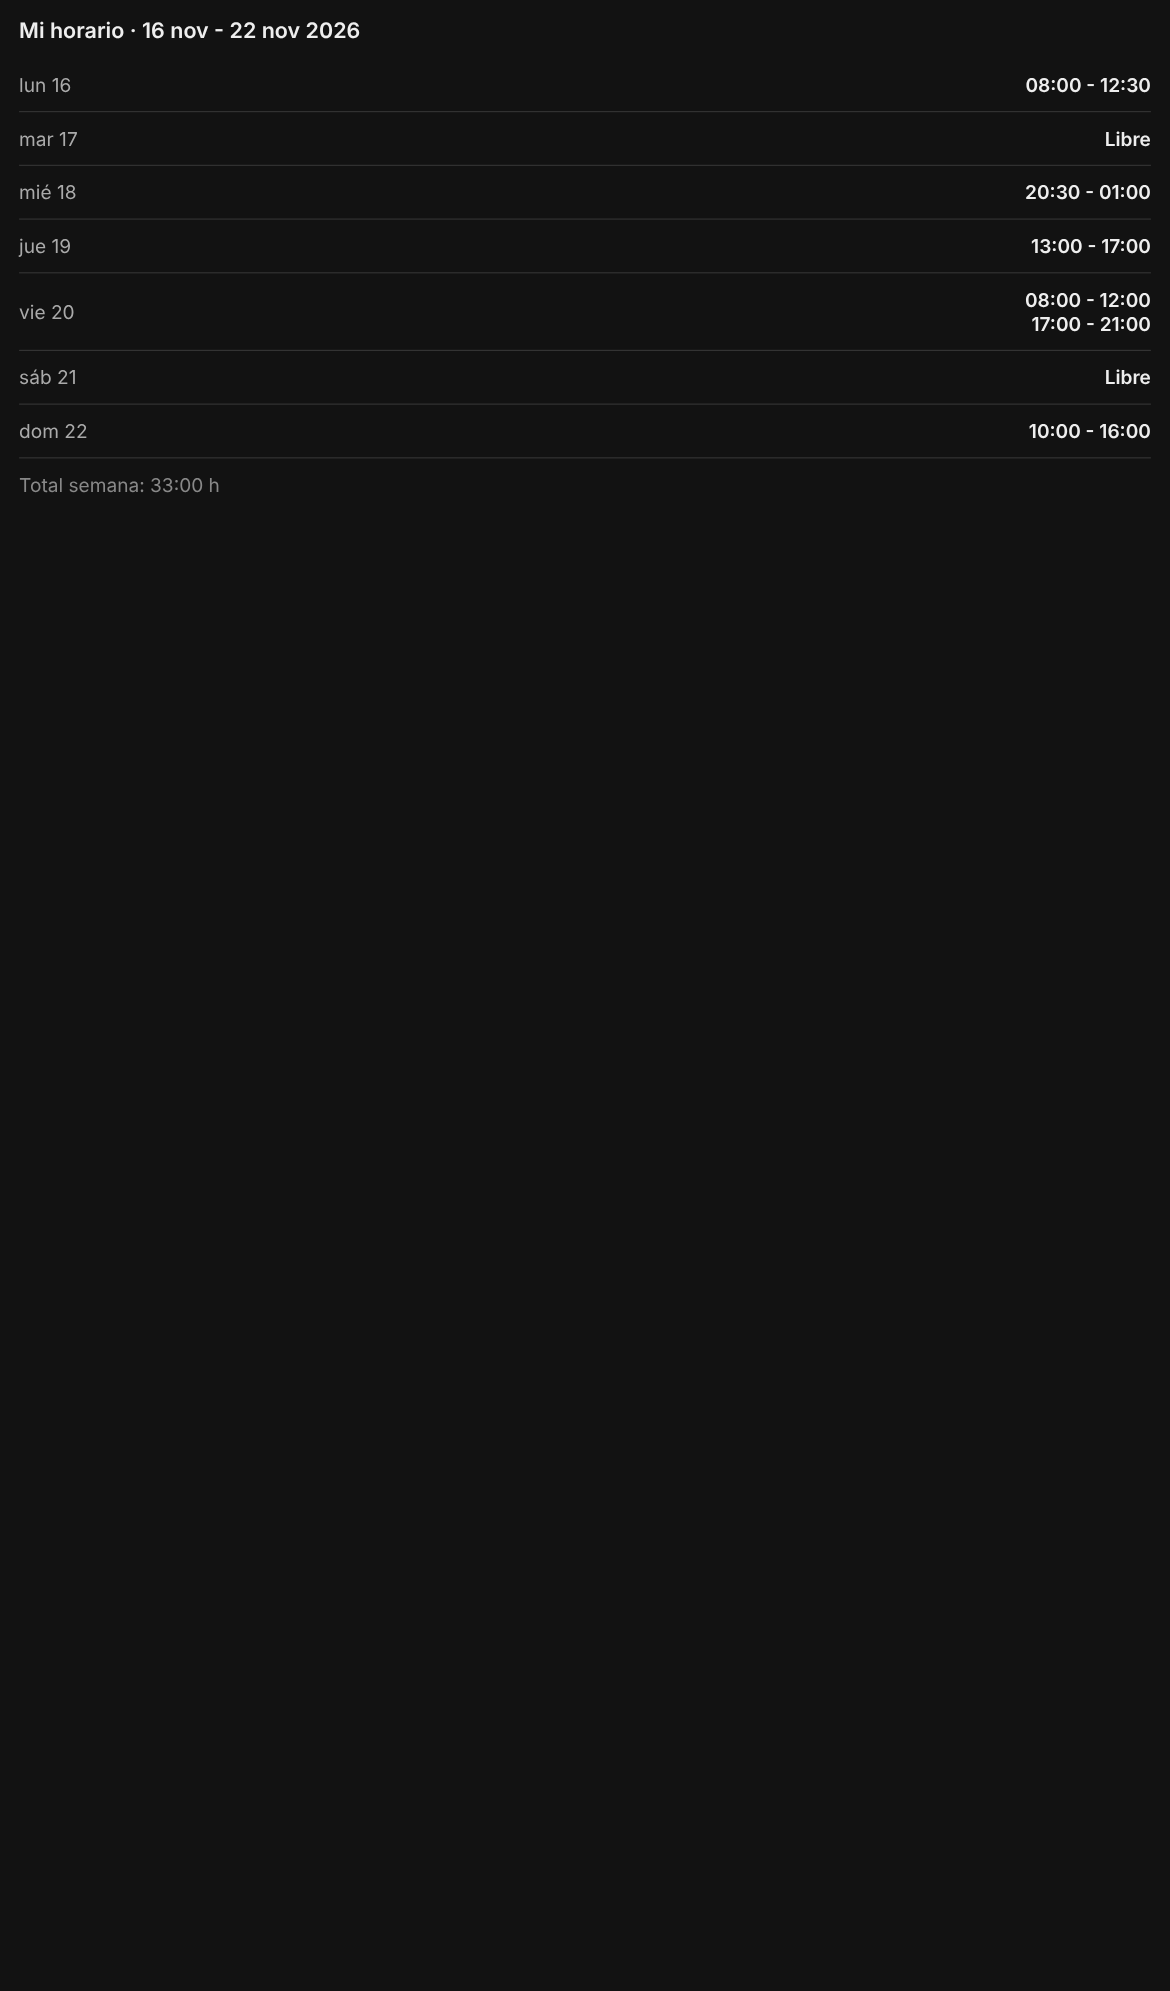 Mi horario · 16 nov - 22 nov 2026
lun 16 08:00 - 12:30
mar 17 Libre
mié 18 20:30 - 01:00
jue 19 13:00 - 17:00
vie 20 08:00 - 12:00
17:00 - 21:00
sáb 21 Libre
dom 22 10:00 - 16:00
Total semana: 33:00 h